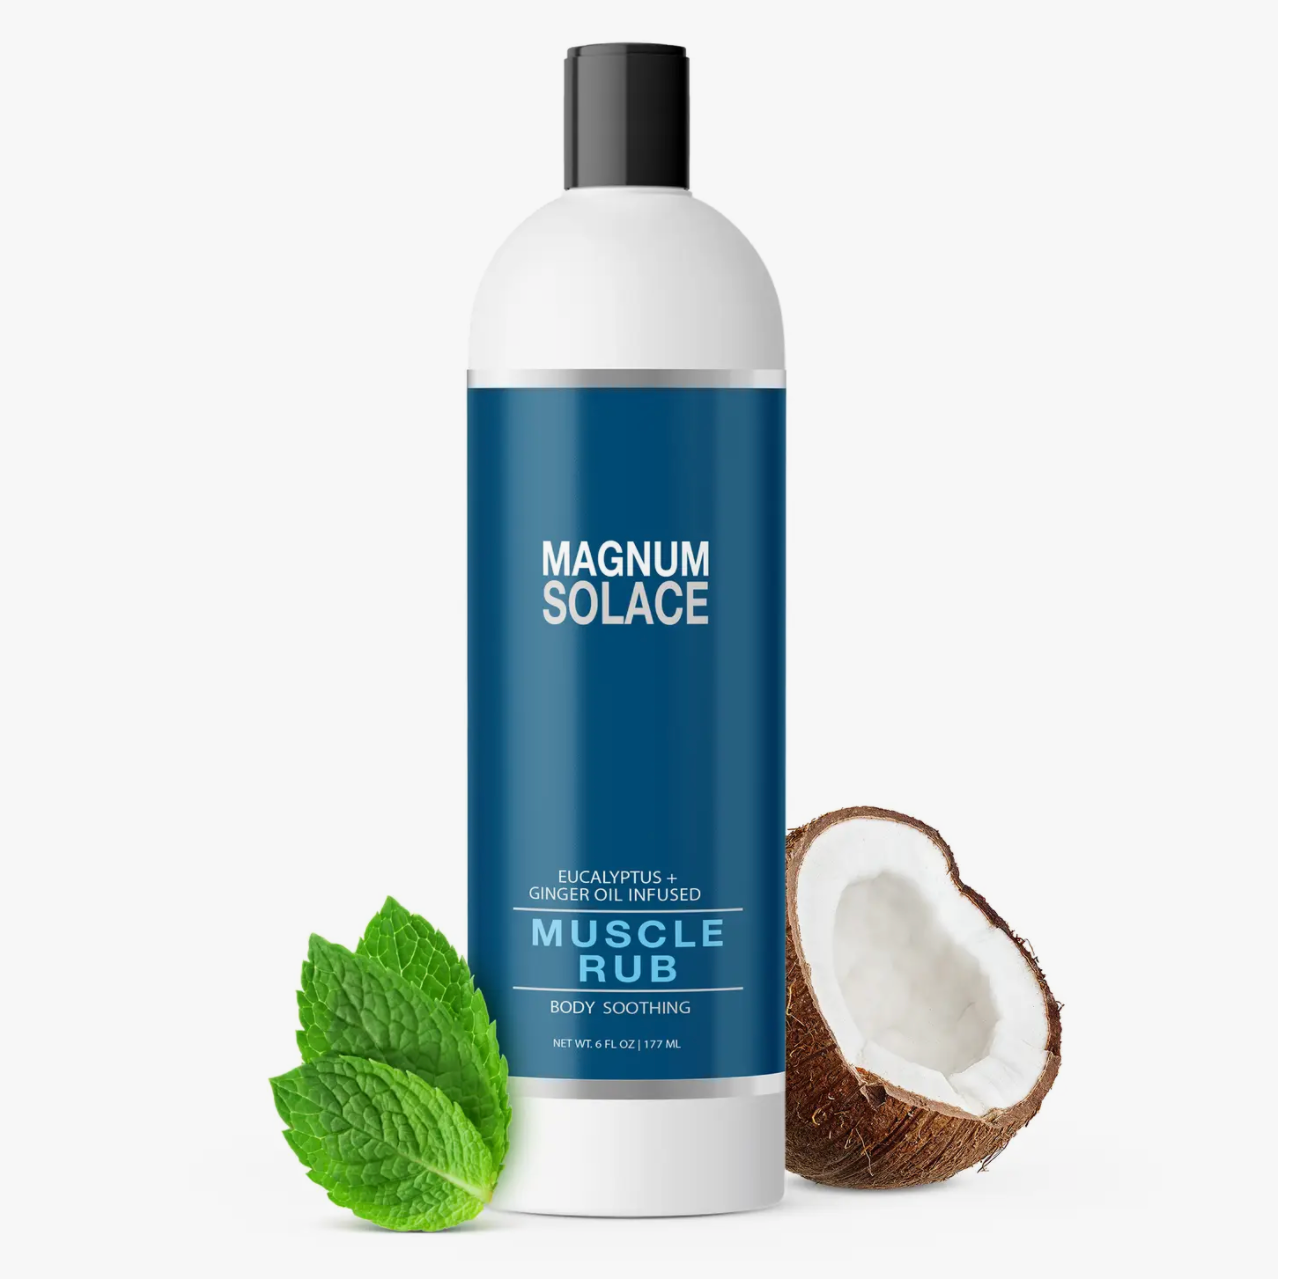 MAGNUM
SOLACE
EUCALYPTUS +
GINGER OIL INFUSED
MUSCLE
RUB
BODY SOOTHING
NET WT. 6 FL OZ | 177 ML